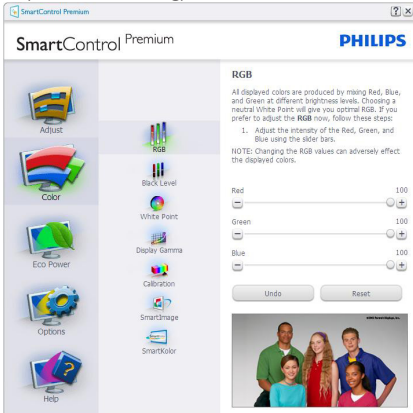 SmartControl Premium
SmartControl Premium
PHILIPS
Adjust
Color
Eco Power
Options
Help
RGB
Black Level
White Point
Display Gamma
Calibration
SmartImage
SmartKolor
RGB
All displayed colors are produced by mixing Red, Blue,
and Green at different brightness levels. Choosing a
neutral White Point will give you optimal RGB. If you
prefer to adjust the RGB now, follow these steps:
1. Adjust the intensity of the Red, Green, and
Blue using the slider bars.
NOTE: Changing the RGB values can adversely effect
the displayed colors.
Red 100
Green 100
Blue 100
Undo Reset